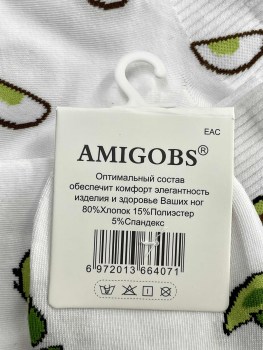 EAC
AMIGOBS®
Оптимальный состав
обеспечит комфорт элегантность
изделия и здоровье Ваших ног
80%Хлопок 15%Полиэстер
5%Спандекс
6 972013 664071